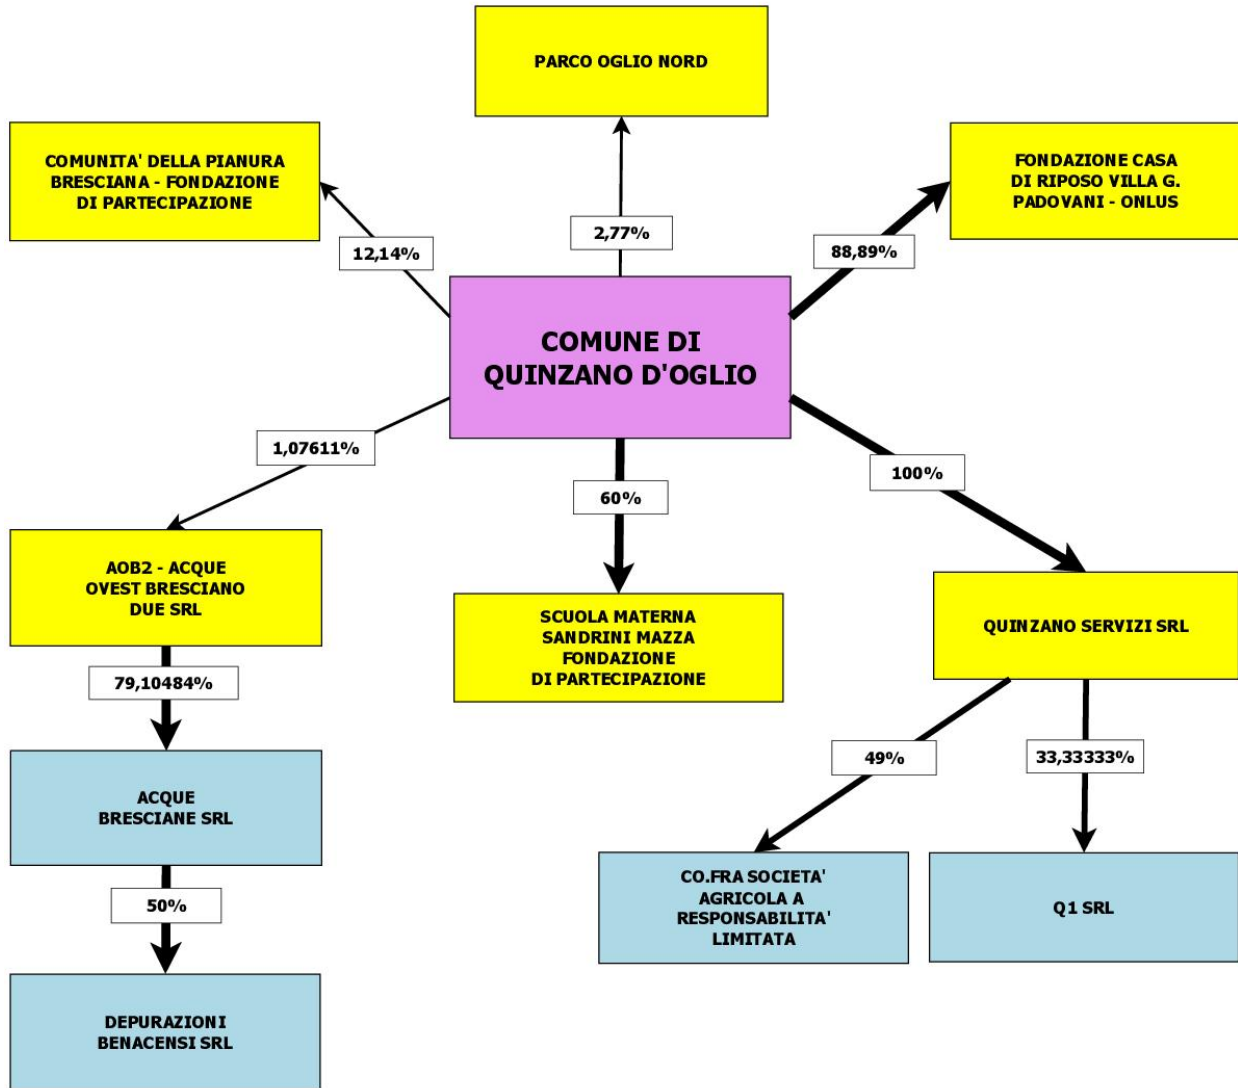 PARCO OGLIO NORD
COMUNITA' DELLA PIANURA
BRESCIANA - FONDAZIONE
DI PARTECIPAZIONE
FONDAZIONE CASA
DI RIPOSO VILLA G.
PADOVANI - ONLUS
12,14%
2,77%
88,89%
COMUNE DI
QUINZANO D'OGLIO
1,07611%
60%
100%
AOB2 - ACQUE
OVEST BRESCIANO
DUE SRL
SCUOLA MATERNA
SANDRINI MAZZA
FONDAZIONE
DI PARTECIPAZIONE
QUINZANO SERVIZI SRL
79,10484%
49%
33,33333%
ACQUE
BRESCIANE SRL
CO.FRA SOCIETA'
AGRICOLA A
RESPONSABILITA'
LIMITATA
Q1 SRL
50%
DEPURAZIONI
BENACENSI SRL